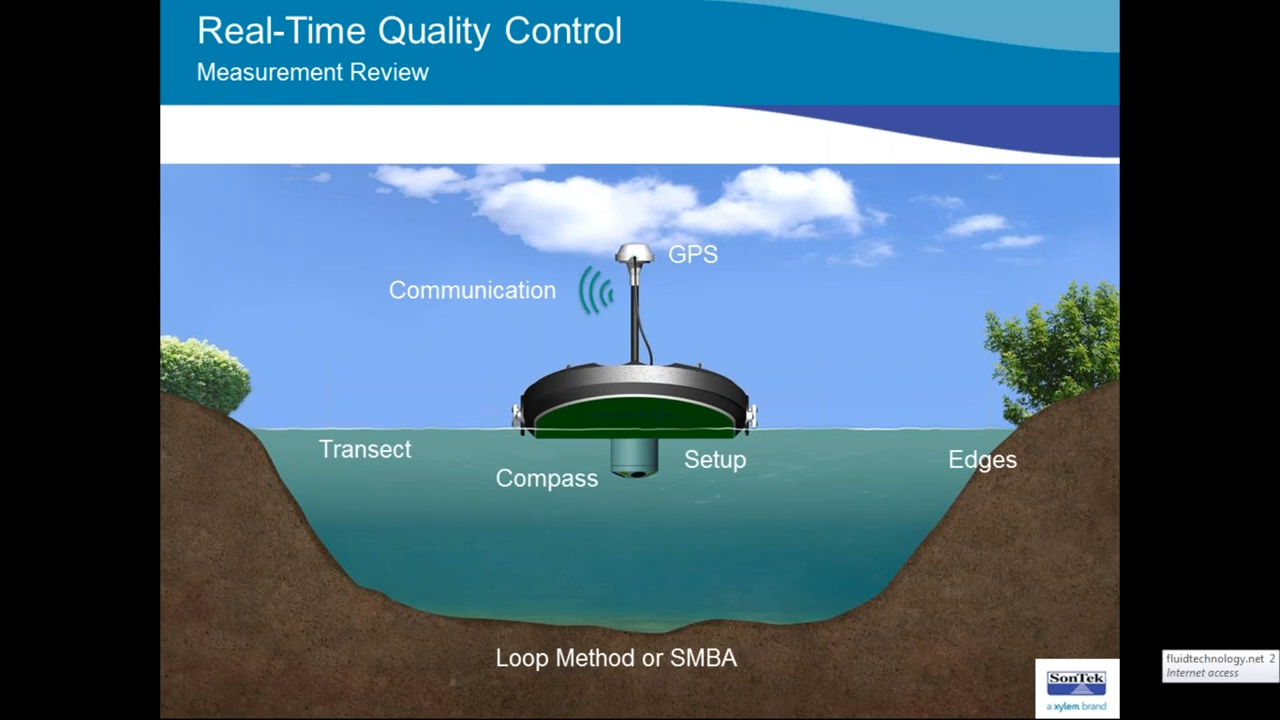 Real-Time Quality Control
Measurement Review
GPS
Communication
Transect
Setup
Edges
Compass
Loop Method or SMBA
fluidtechnology.net 2
Internet access
SonTek
a xylem brand